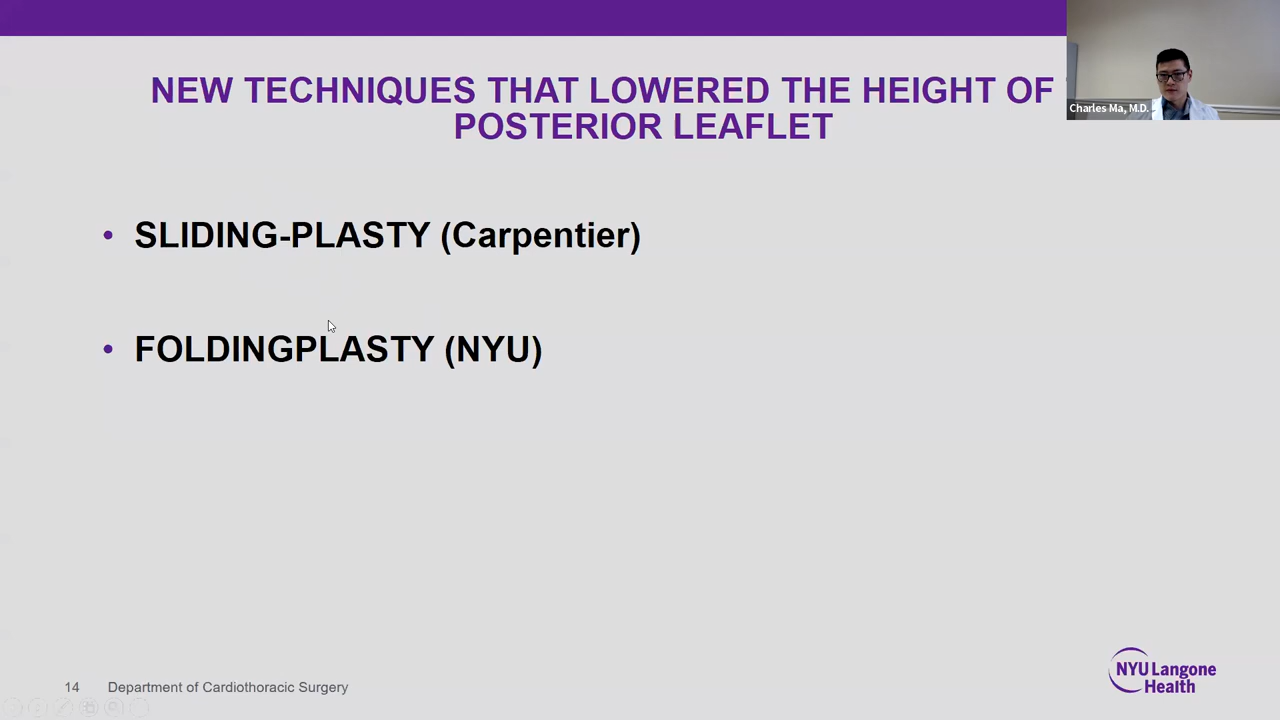 NEW TECHNIQUES THAT LOWERED THE HEIGHT OF
POSTERIOR LEAFLET
Charles Ma, M.D.
• SLIDING-PLASTY (Carpentier)
• FOLDINGPLASTY (NYU)
14 Department of Cardiothoracic Surgery
NYU Langone
Health